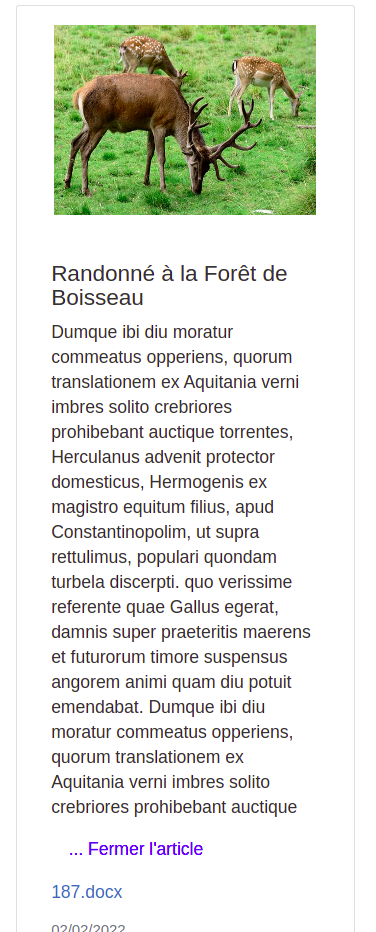 Randonné à la Forêt de
Boisseau
Dumque ibi diu moratur
commeatus opperiens, quorum
translationem ex Aquitania verni
imbres solito crebriores
prohibebant auctique torrentes,
Herculanus advenit protector
domesticus, Hermogenis ex
magistro equitum filius, apud
Constantinopolim, ut supra
rettulimus, populari quondam
turbela discerpti. quo verissime
referente quae Gallus egerat,
damnis super praeteritis maerens
et futurorum timore suspensus
angorem animi quam diu potuit
emendabat. Dumque ibi diu
moratur commeatus opperiens,
quorum translationem ex
Aquitania verni imbres solito
crebriores prohibebant auctique
... Fermer l'article
187.docx
02/02/2022